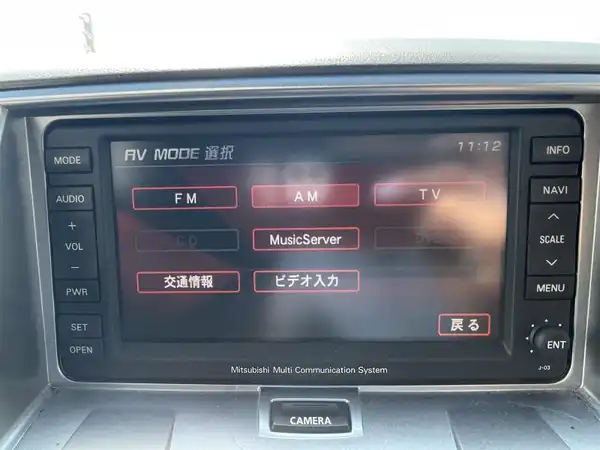 AV MODE 選択 11:12
FM AM TV
CD MusicServer
交通情報 ビデオ入力
戻る
MODE
AUDIO
+
VOL
−
PWR
SET
OPEN
INFO
NAVI
SCALE
MENU
ENT
J-03
Mitsubishi Multi Communication System
CAMERA